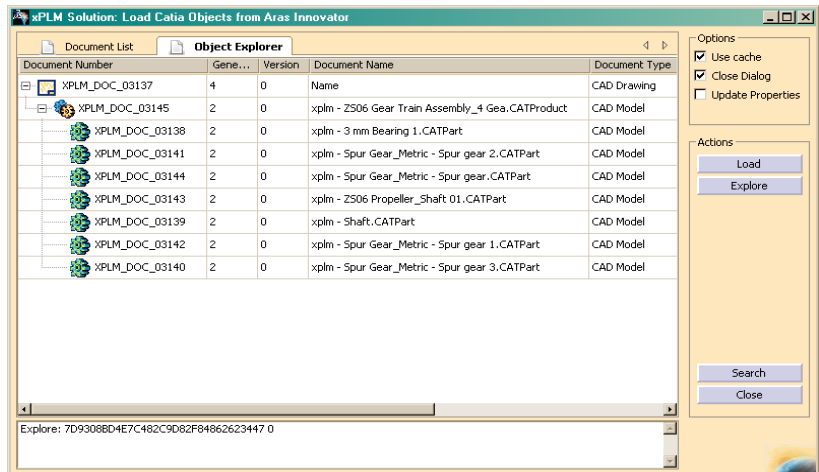 xPLM Solution: Load Catia Objects from Aras Innovator
Document List Object Explorer
Document Number Gene... Version Document Name Document Type
XPLM_DOC_03137 4 0 Name CAD Drawing
XPLM_DOC_03145 2 0 xplm - ZS06 Gear Train Assembly_4 Gea.CATProduct CAD Model
XPLM_DOC_03138 2 0 xplm - 3 mm Bearing 1.CATPart CAD Model
XPLM_DOC_03141 2 0 xplm - Spur Gear_Metric - Spur gear 2.CATPart CAD Model
XPLM_DOC_03144 2 0 xplm - Spur Gear_Metric - Spur gear.CATPart CAD Model
XPLM_DOC_03143 2 0 xplm - ZS06 Propeller_Shaft 01.CATPart CAD Model
XPLM_DOC_03139 2 0 xplm - Shaft.CATPart CAD Model
XPLM_DOC_03142 2 0 xplm - Spur Gear_Metric - Spur gear 1.CATPart CAD Model
XPLM_DOC_03140 2 0 xplm - Spur Gear_Metric - Spur gear 3.CATPart CAD Model
Explore: 7D9308BD4E7C482C9D82F84862623447 0
Options
Use cache
Close Dialog
Update Properties
Actions
Load
Explore
Search
Close